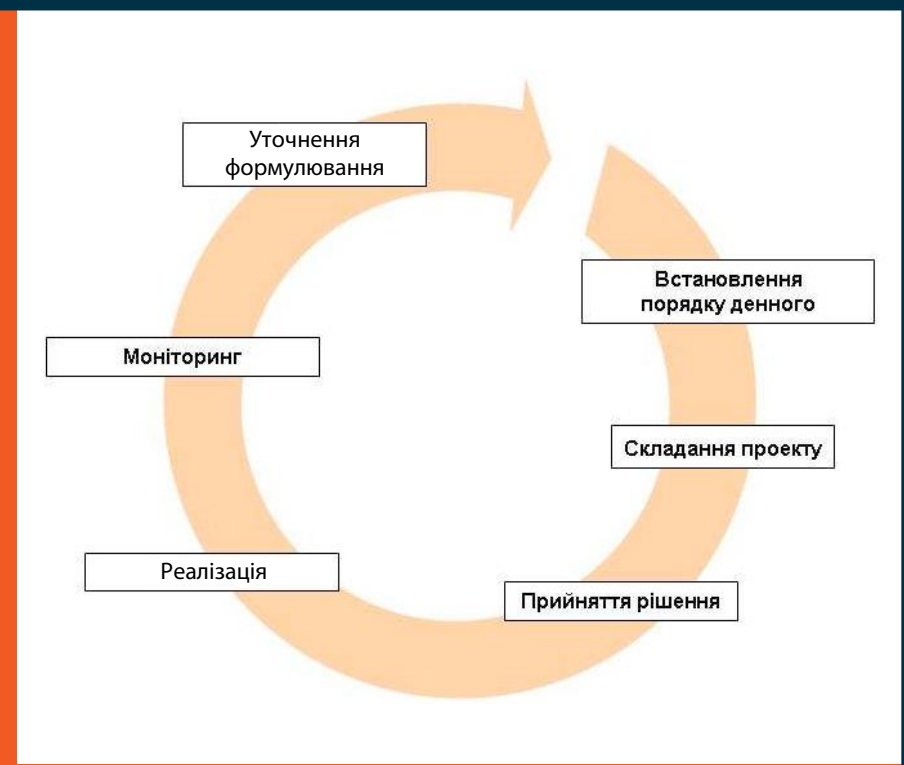 Уточнення
формулювання
Встановлення
порядку денного
Моніторинг
Складання проекту
Реалізація
Прийняття рішення